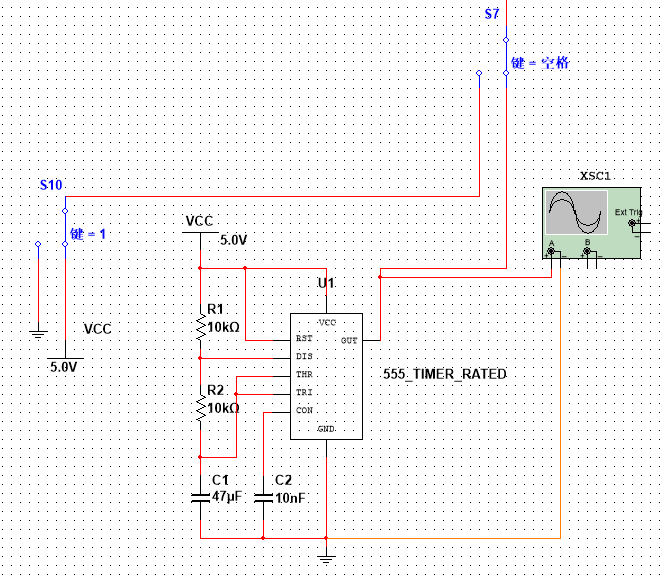 S7
键 = 空格
XSC1
Ext Trig
+
−
A
B
+
−
+
−
S10
键 = 1
VCC
5.0V
VCC
5.0V
U1
R1
10kΩ
VCC
RST
OUT
DIS
THR
TRI
CON
GND
555_TIMER_RATED
R2
10kΩ
C1
47µF
C2
10nF